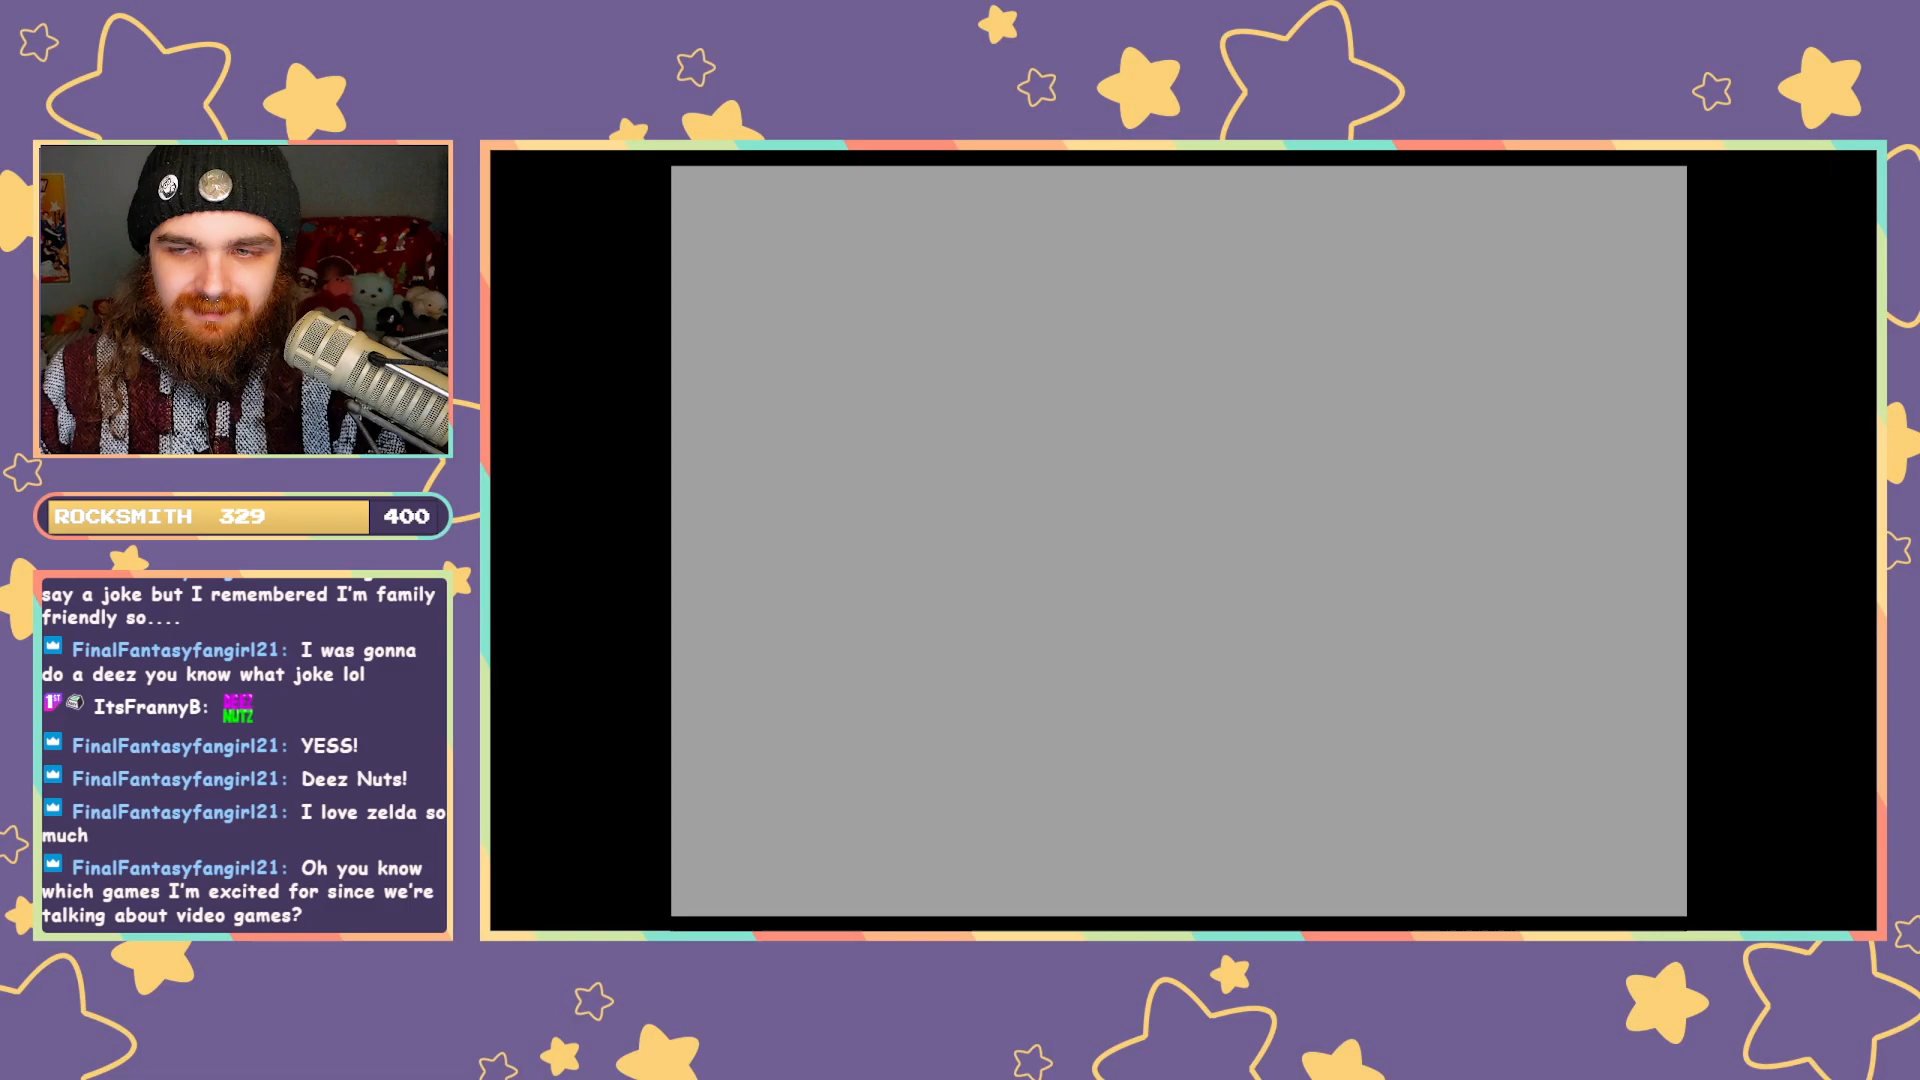 ROCKSMITH 329 400
say a joke but I remembered I'm family
friendly so....
FinalFantasyfangirl21: I was gonna
do a deez you know what joke lol
1ST ItsFrannyB: DEEZ
NUTZ
FinalFantasyfangirl21: YESS!
FinalFantasyfangirl21: Deez Nuts!
FinalFantasyfangirl21: I love zelda so
much
FinalFantasyfangirl21: Oh you know
which games I'm excited for since we're
talking about video games?